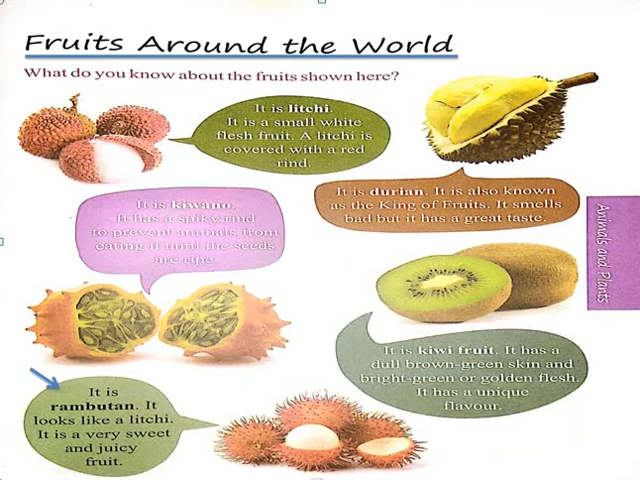 Fruits Around the World
What do you know about the fruits shown here?
It is litchi.
It is a small white
flesh fruit. A litchi is
covered with a red
rind.
It is durian. It is also known
as the King of Fruits. It smells
bad but it has a great taste.
It is kiwano.
It has a spiky rind
to prevent animals from
eating it until the seeds
are ripe.
Animals and Plants
It is kiwi fruit. It has a
dull brown-green skin and
bright-green or golden flesh.
It has a unique
flavour.
It is
rambutan. It
looks like a litchi.
It is a very sweet
and juicy
fruit.